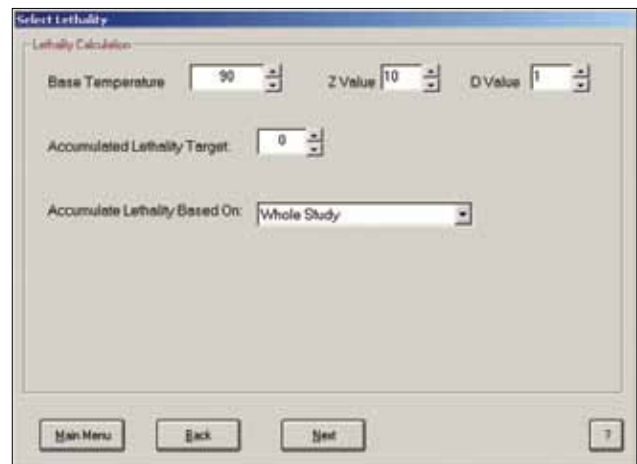 Select Lethality
Lethality Calculation
Base Temperature 90 Z Value 10 D Value 1
Accumulated Lethality Target: 0
Accumulate Lethality Based On: Whole Study
Main Menu Back Next ?